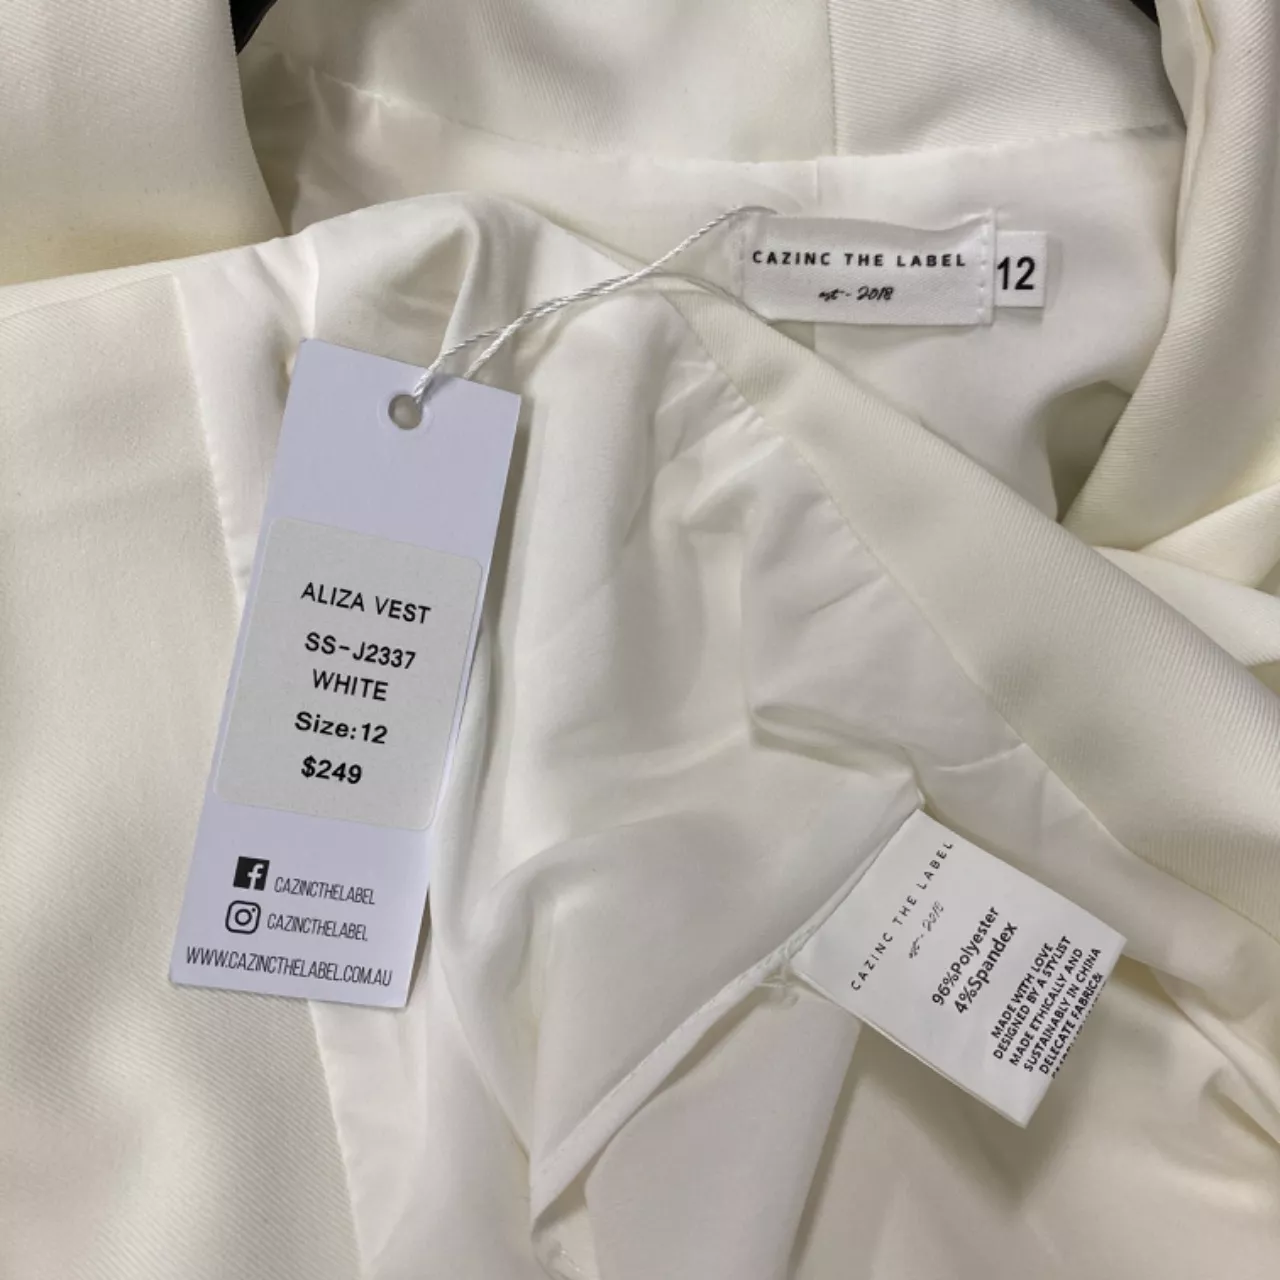 CAZINC THE LABEL
est - 2018
12
ALIZA VEST
SS-J2337
WHITE
Size:12
$249
CAZINCTHELABEL
CAZINCTHELABEL
WWW.CAZINCTHELABEL.COM.AU
CAZINC THE LABEL
est - 2018
96%Polyester
4%Spandex
MADE WITH LOVE
DESIGNED BY A STYLIST
MADE ETHICALLY AND
SUSTAINABLY IN CHINA
DELECATE FABRIC&